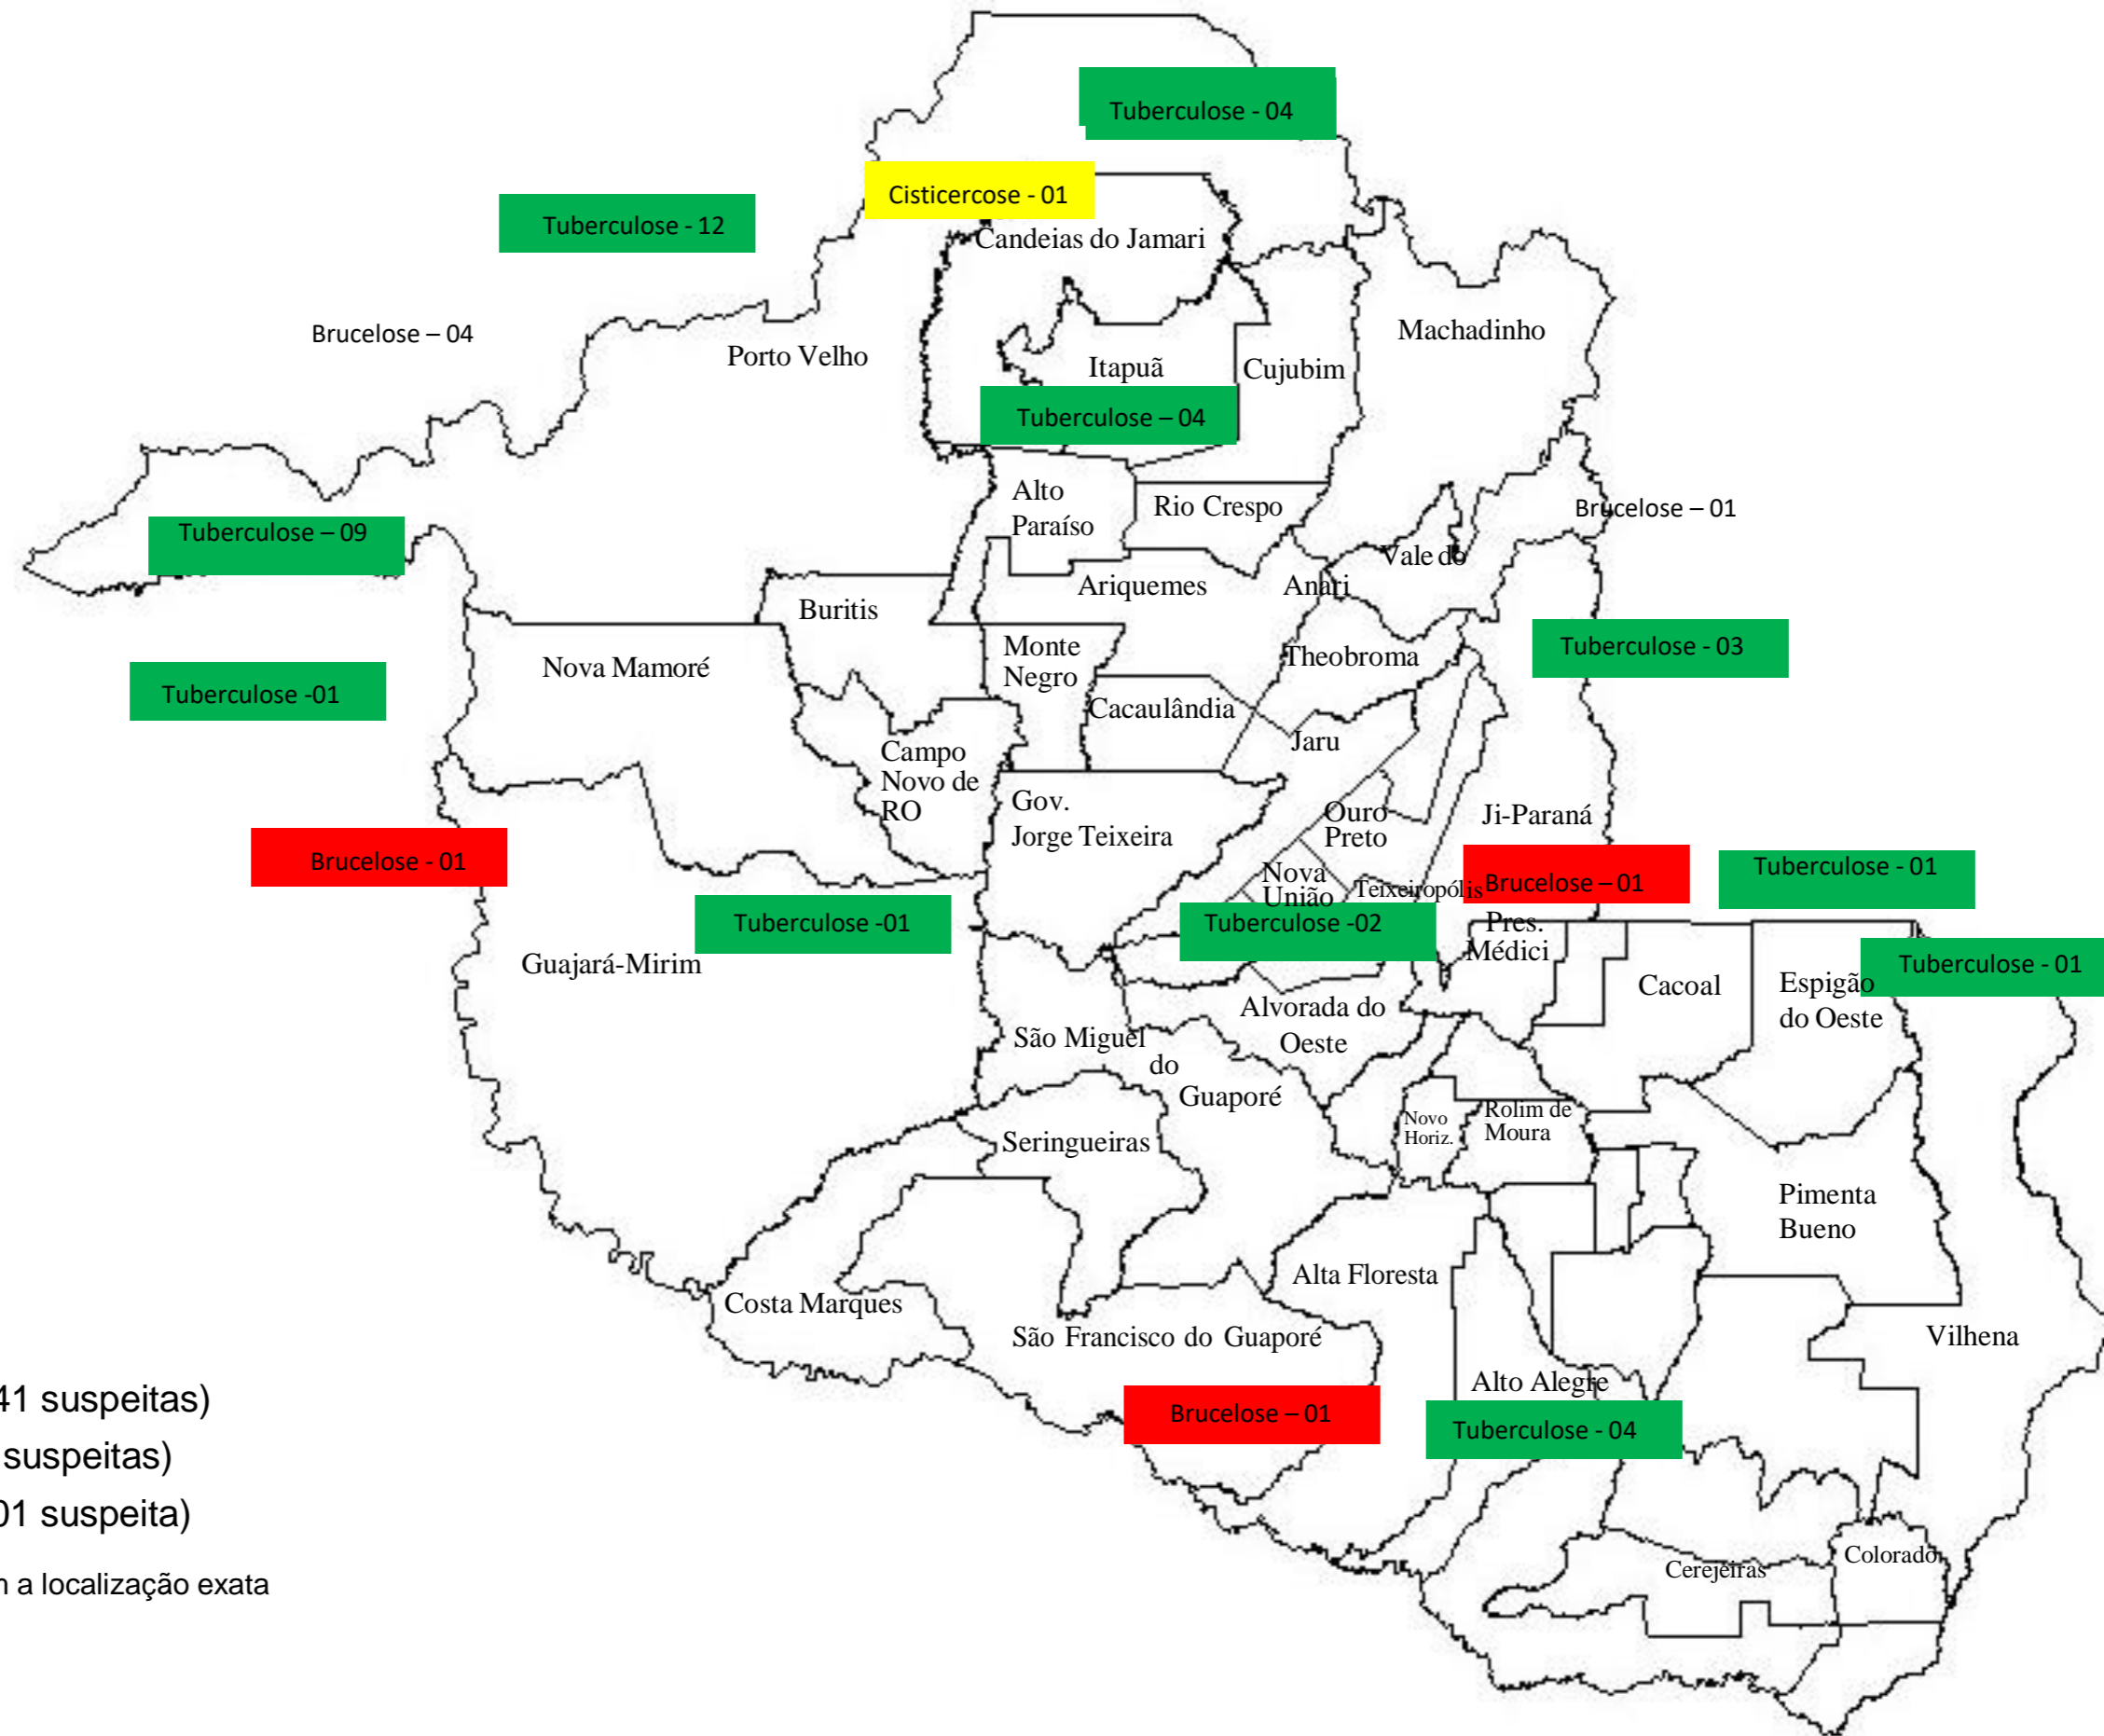 Tuberculose - 04
Cisticercose - 01
Tuberculose - 12
Candeias do Jamari
Brucelose – 04
Machadinho
Porto Velho
Itapuã
Cujubim
Tuberculose – 04
Alto
Paraíso
Rio Crespo
Brucelose – 01
Tuberculose – 09
Vale do
Anari
Ariquemes
Buritis
Monte
Negro
Theobroma
Tuberculose - 03
Nova Mamoré
Tuberculose -01
Cacaulândia
Jaru
Campo
Novo de
RO
Gov.
Jorge Teixeira
Ouro
Preto
Ji-Paraná
Brucelose - 01
Nova
União
Teixeirópolis
Brucelose – 01
Tuberculose - 01
Tuberculose -01
Tuberculose -02
Pres.
Médici
Guajará-Mirim
Tuberculose - 01
Cacoal
Espigão
do Oeste
Alvorada do
Oeste
São Miguel
do
Guaporé
Novo
Horiz.
Rolim de
Moura
Seringueiras
Pimenta
Bueno
Alta Floresta
Costa Marques
São Francisco do Guaporé
Vilhena
Alto Alegre
41 suspeitas)
Brucelose – 01
Tuberculose - 04
suspeitas)
01 suspeita)
Colorado
Cerejeiras
a localização exata